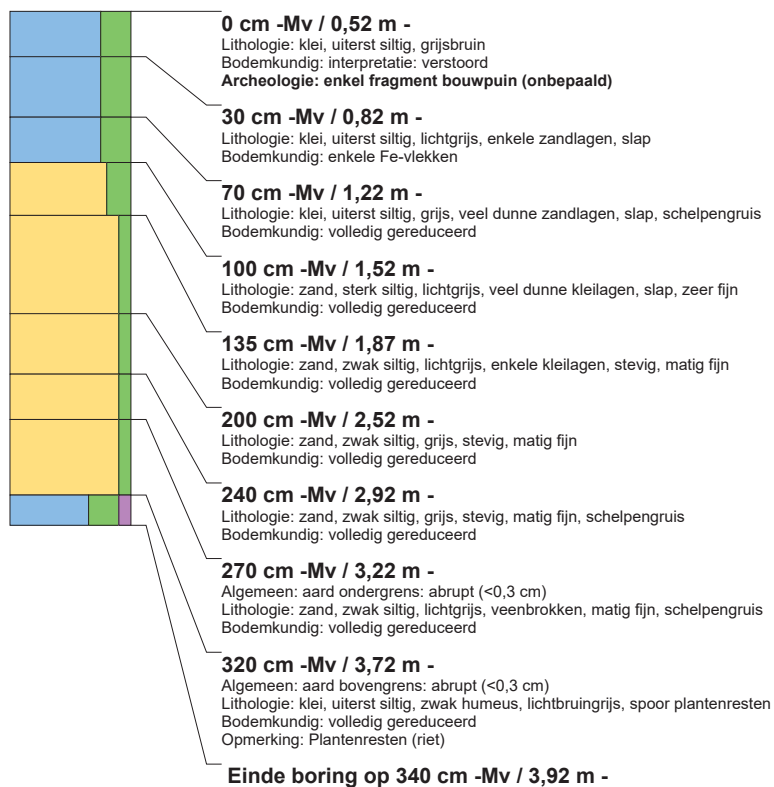 0 cm -Mv / 0,52 m -
Lithologie: klei, uiterst siltig, grijsbruin
Bodemkundig: interpretatie: verstoord
Archeologie: enkel fragment bouwpuin (onbepaald)
30 cm -Mv / 0,82 m -
Lithologie: klei, uiterst siltig, lichtgrijs, enkele zandlagen, slap
Bodemkundig: enkele Fe-vlekken
70 cm -Mv / 1,22 m -
Lithologie: klei, uiterst siltig, grijs, veel dunne zandlagen, slap, schelpengruis
Bodemkundig: volledig gereduceerd
100 cm -Mv / 1,52 m -
Lithologie: zand, sterk siltig, lichtgrijs, veel dunne kleilagen, slap, zeer fijn
Bodemkundig: volledig gereduceerd
135 cm -Mv / 1,87 m -
Lithologie: zand, zwak siltig, lichtgrijs, enkele kleilagen, stevig, matig fijn
Bodemkundig: volledig gereduceerd
200 cm -Mv / 2,52 m -
Lithologie: zand, zwak siltig, grijs, stevig, matig fijn
Bodemkundig: volledig gereduceerd
240 cm -Mv / 2,92 m -
Lithologie: zand, zwak siltig, grijs, stevig, matig fijn, schelpengruis
Bodemkundig: volledig gereduceerd
270 cm -Mv / 3,22 m -
Algemeen: aard ondergrens: abrupt (<0,3 cm)
Lithologie: zand, zwak siltig, lichtgrijs, veenbrokken, matig fijn, schelpengruis
Bodemkundig: volledig gereduceerd
320 cm -Mv / 3,72 m -
Algemeen: aard bovengrens: abrupt (<0,3 cm)
Lithologie: klei, uiterst siltig, zwak humeus, lichtbruingrijs, spoor plantenresten
Bodemkundig: volledig gereduceerd
Opmerking: Plantenresten (riet)
Einde boring op 340 cm -Mv / 3,92 m -